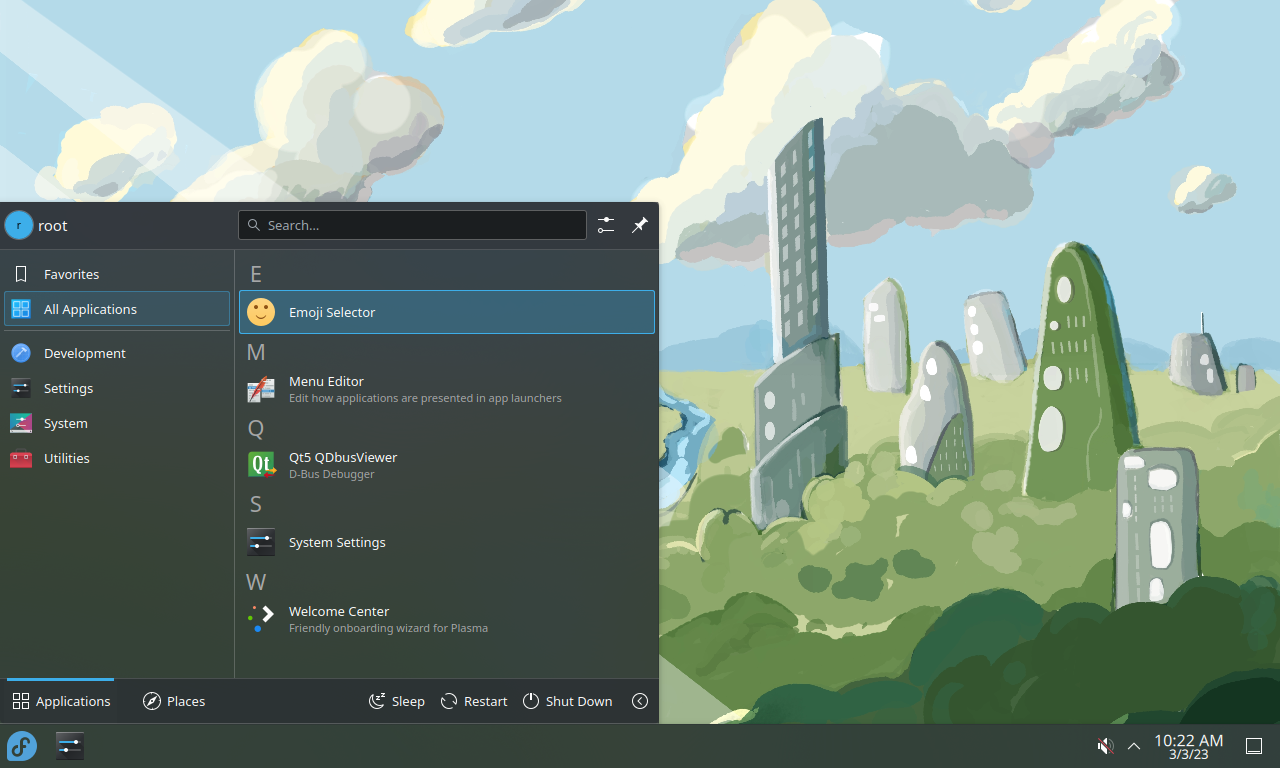 r
root
Search...
Favorites
All Applications
Development
Settings
System
Utilities
E
Emoji Selector
M
Menu Editor
Edit how applications are presented in app launchers
Q
Qt
Qt5 QDbusViewer
D-Bus Debugger
S
System Settings
W
Welcome Center
Friendly onboarding wizard for Plasma
Applications
Places
Sleep
Restart
Shut Down
10:22 AM
3/3/23